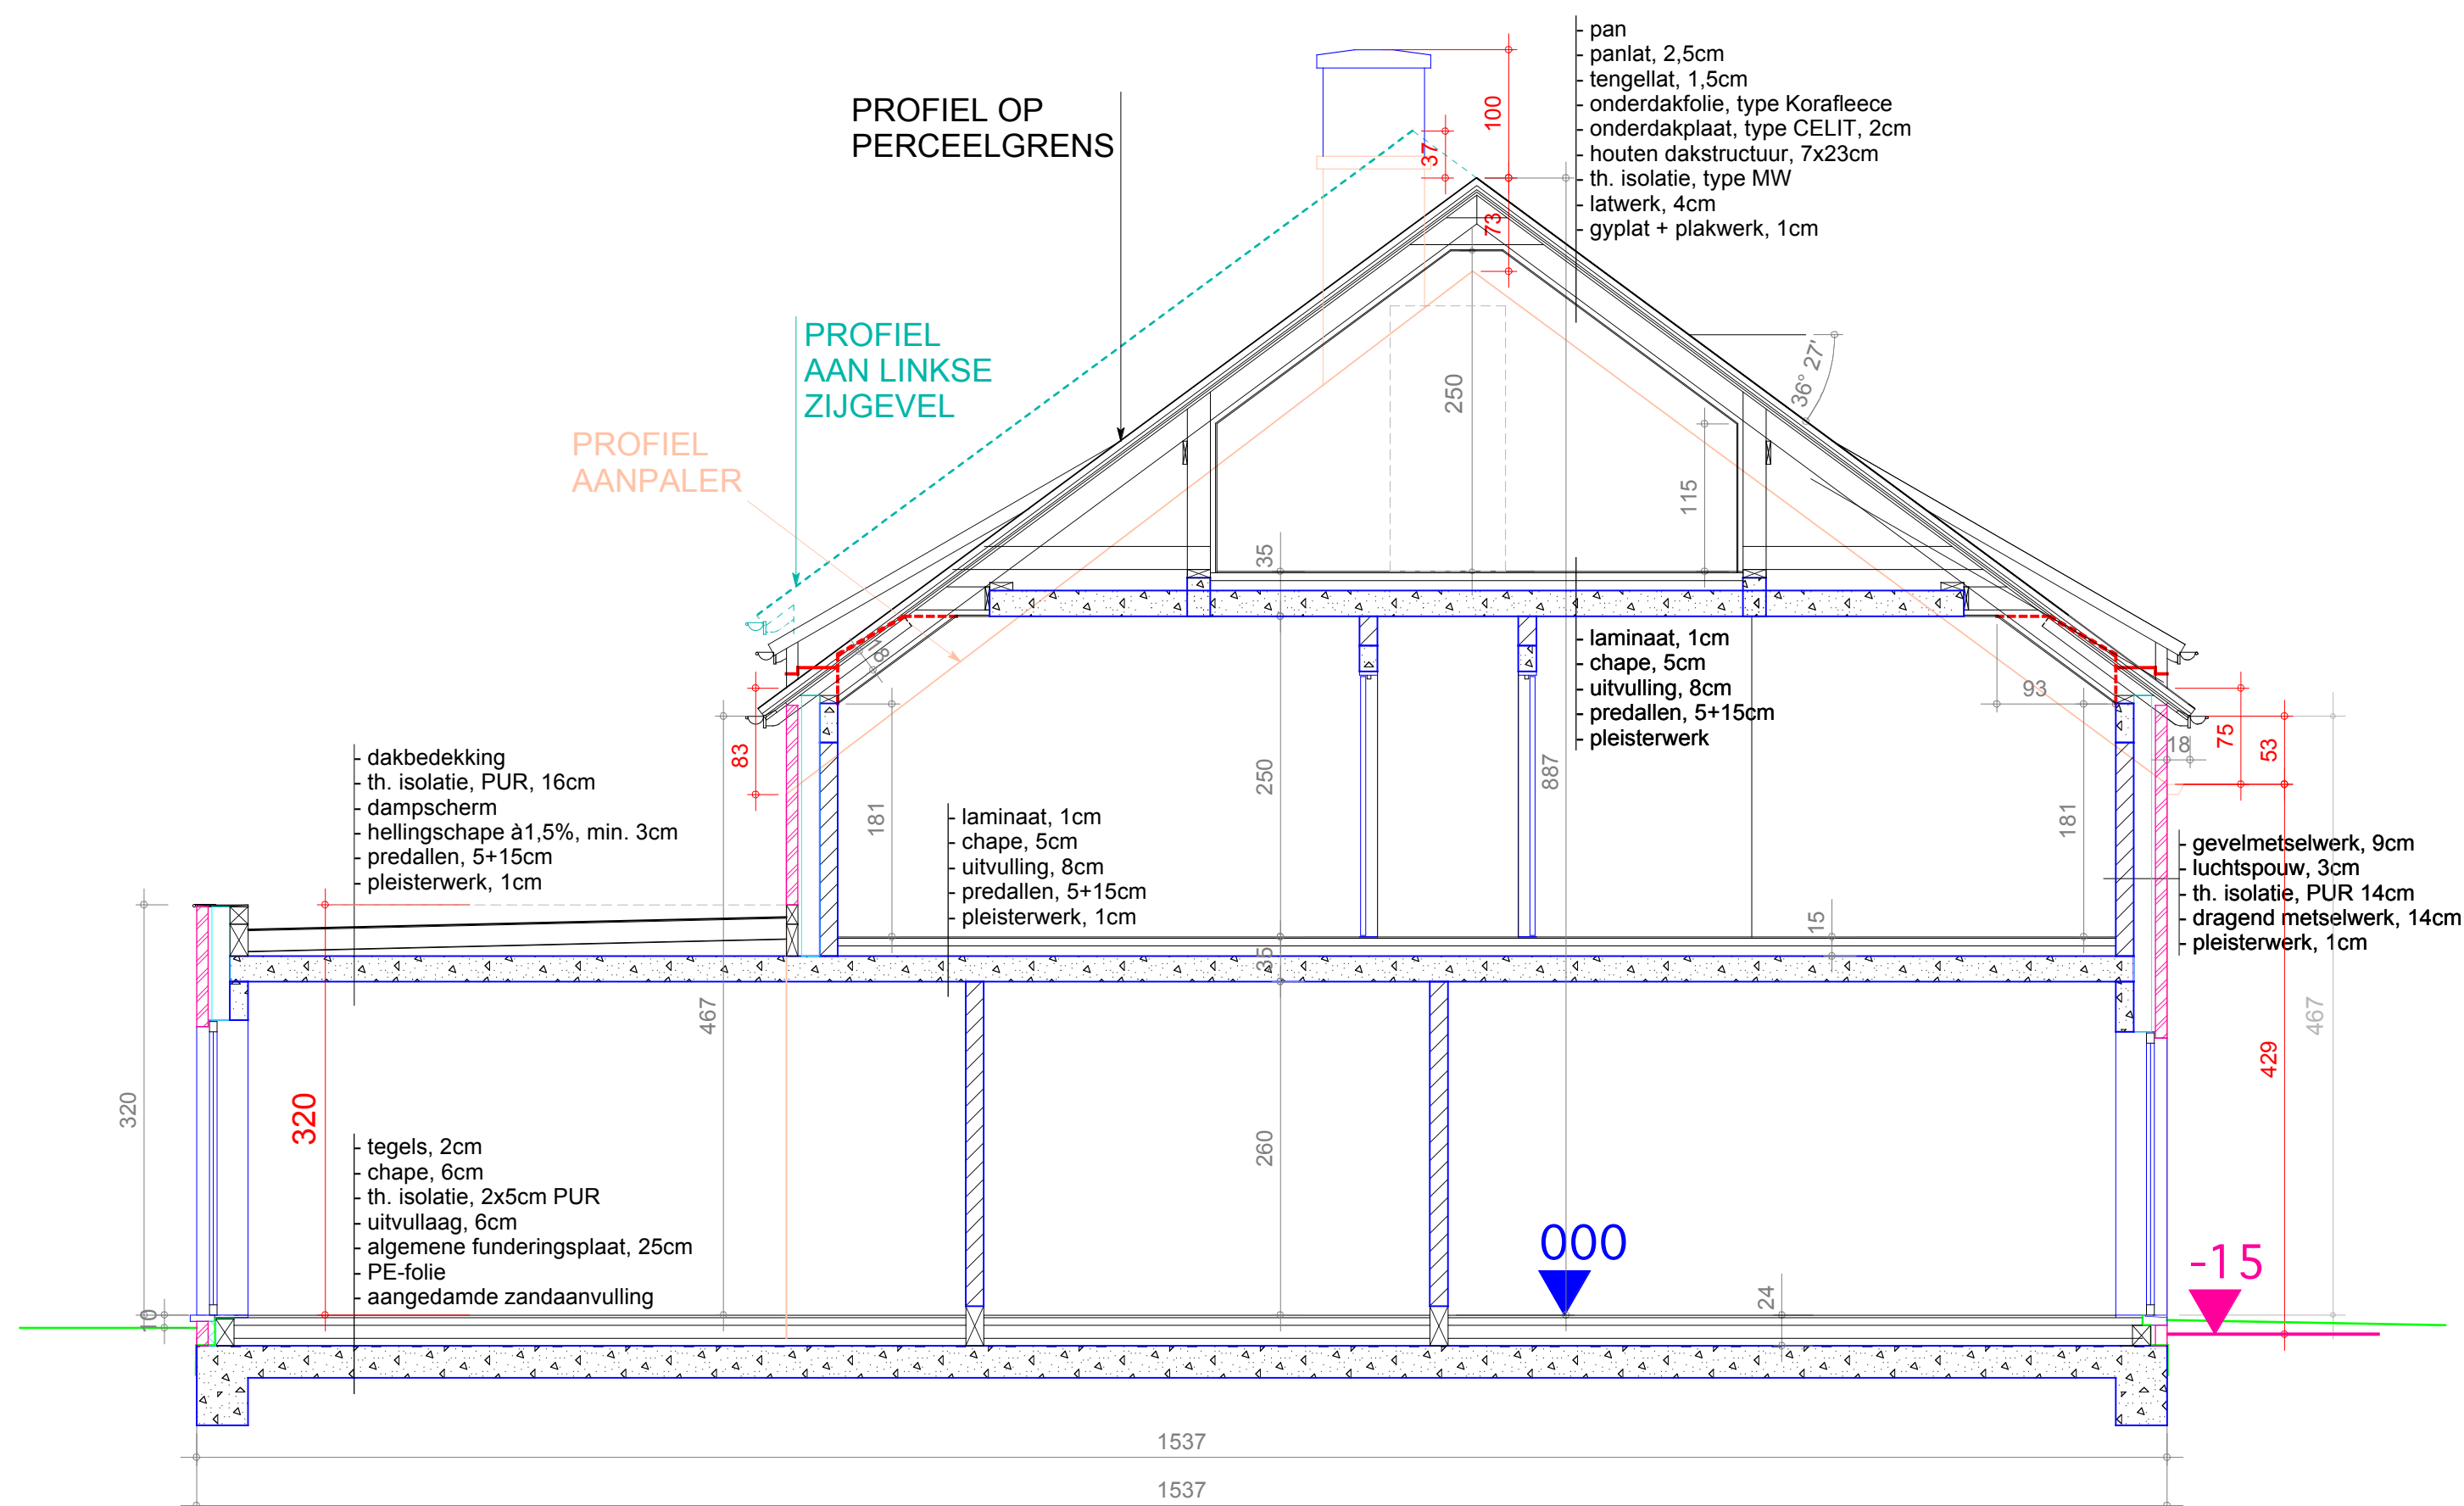 pan
panlat, 2,5cm
tengellat, 1,5cm
onderdakfolie, type Korafleece
onderdakplaat, type CELIT, 2cm
houten dakstructuur, 7x23cm
th. isolatie, type MW
latwerk, 4cm
gyplat + plakwerk, 1cm
100
37
73
PROFIEL OP
PERCEELGRENS
PROFIEL
AAN LINKSE
ZIJGEVEL
PROFIEL
AANPALER
36° 27'
250
115
35
18
93
83
181
250
887
laminaat, 1cm
chape, 5cm
uitvulling, 8cm
predallen, 5+15cm
pleisterwerk
18
75
53
181
dakbedekking
th. isolatie, PUR, 16cm
dampscherm
hellingschape à1,5%, min. 3cm
predallen, 5+15cm
pleisterwerk, 1cm
laminaat, 1cm
chape, 5cm
uitvulling, 8cm
predallen, 5+15cm
pleisterwerk, 1cm
gevelmetselwerk, 9cm
luchtspouw, 3cm
th. isolatie, PUR 14cm
dragend metselwerk, 14cm
pleisterwerk, 1cm
15
35
467
467
429
320
320
260
tegels, 2cm
chape, 6cm
th. isolatie, 2x5cm PUR
uitvullaag, 6cm
algemene funderingsplaat, 25cm
PE-folie
aangedamde zandaanvulling
000
-15
10
24
1537
1537